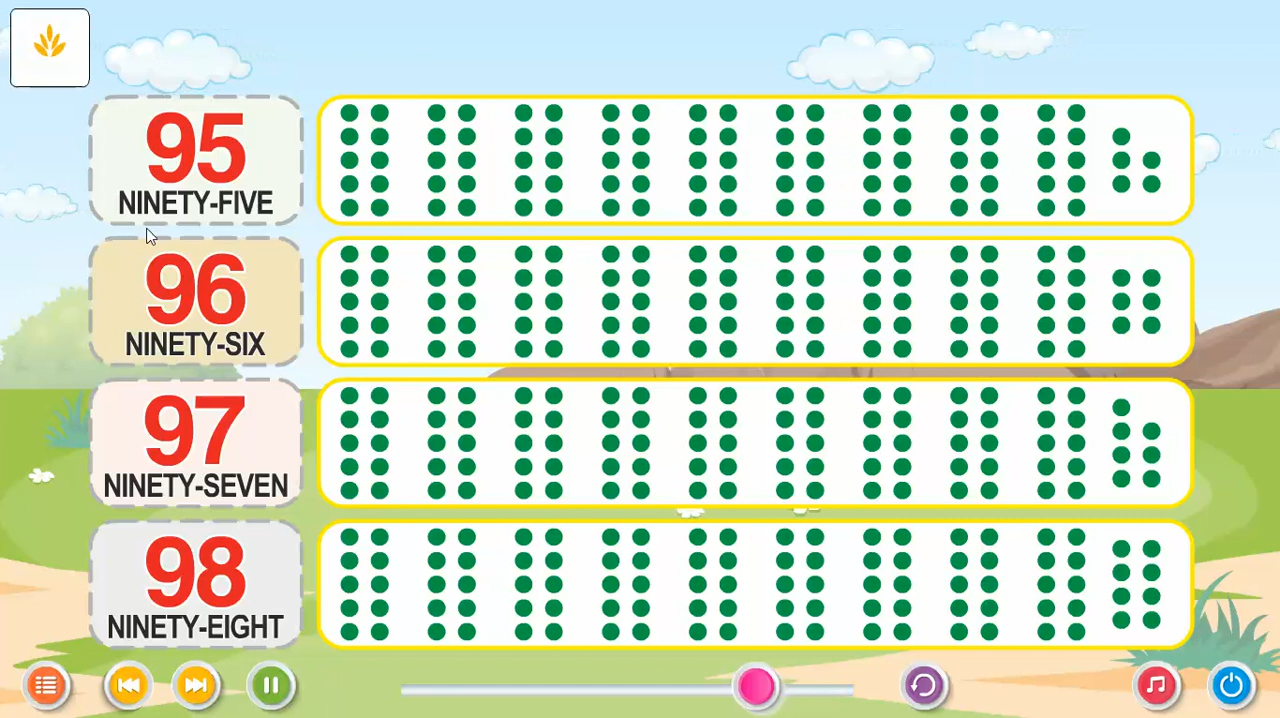 95
NINETY-FIVE
96
NINETY-SIX
97
NINETY-SEVEN
98
NINETY-EIGHT